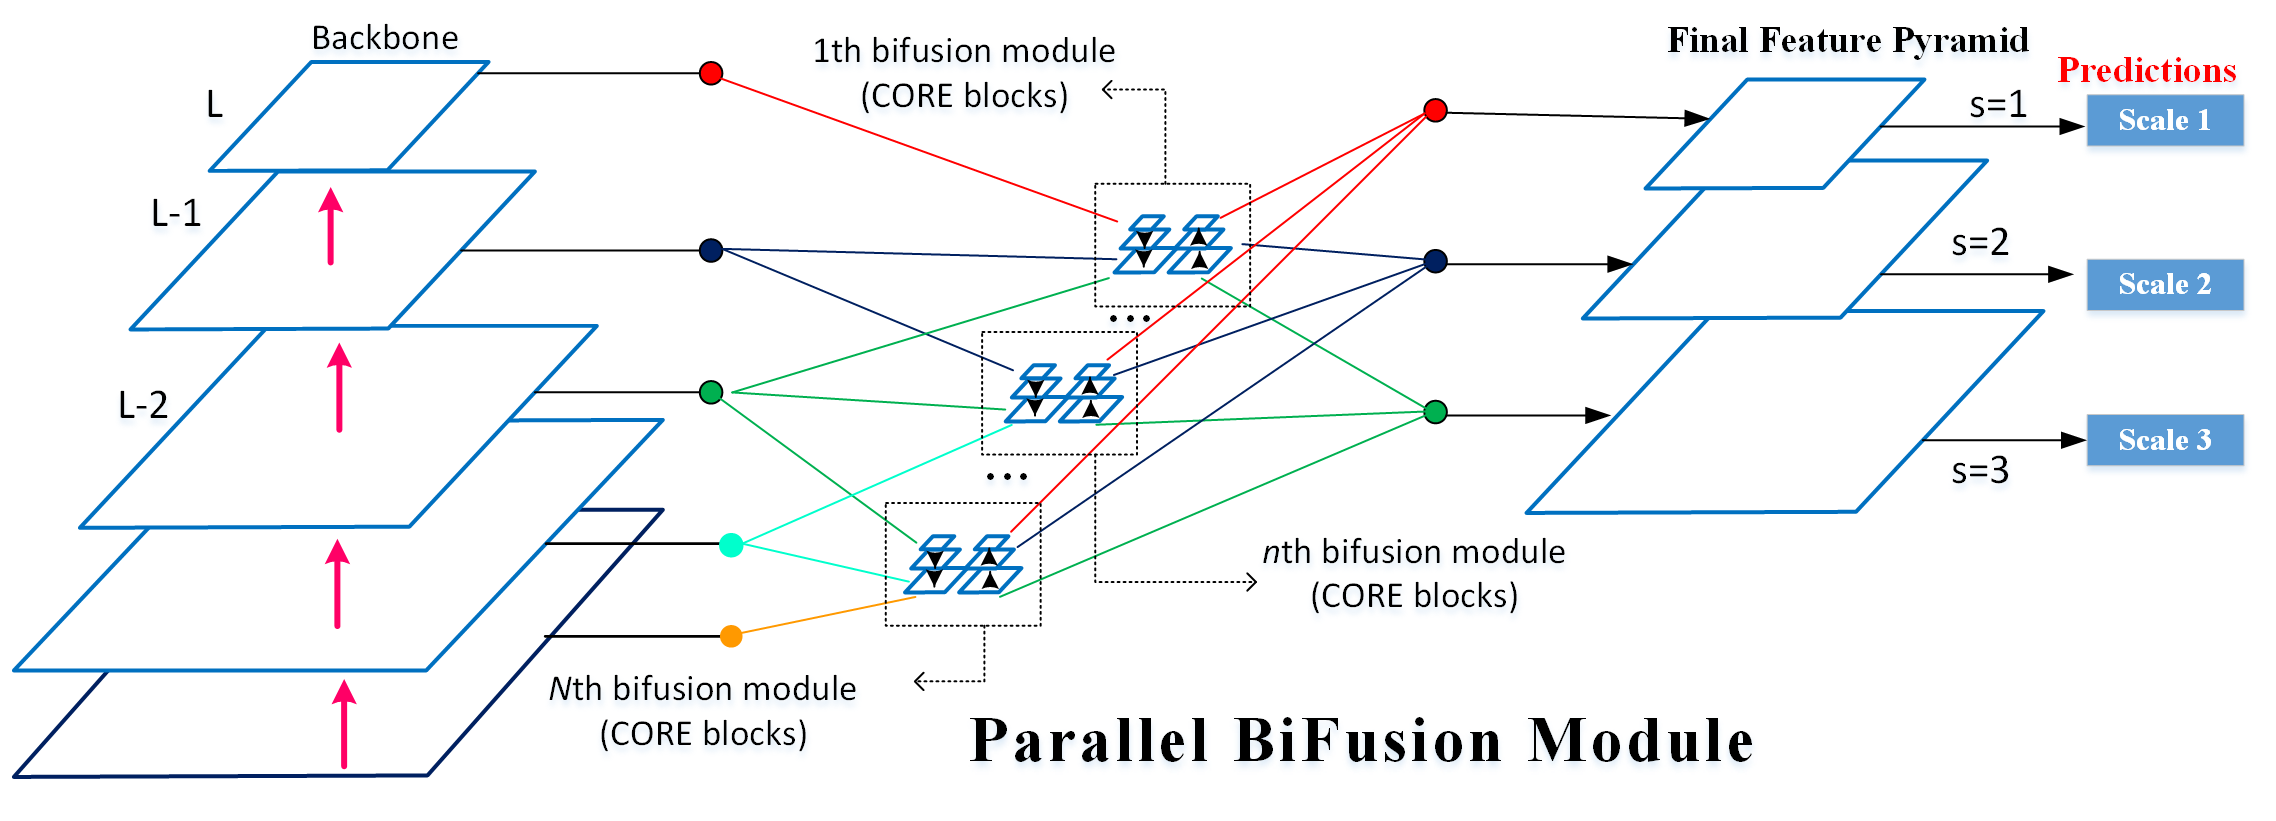 Backbone
L
L-1
L-2
1th bifusion module
(CORE blocks)
...
...
nth bifusion module
(CORE blocks)
Nth bifusion module
(CORE blocks)
Final Feature Pyramid
Predictions
s=1
Scale 1
s=2
Scale 2
s=3
Scale 3
Parallel BiFusion Module